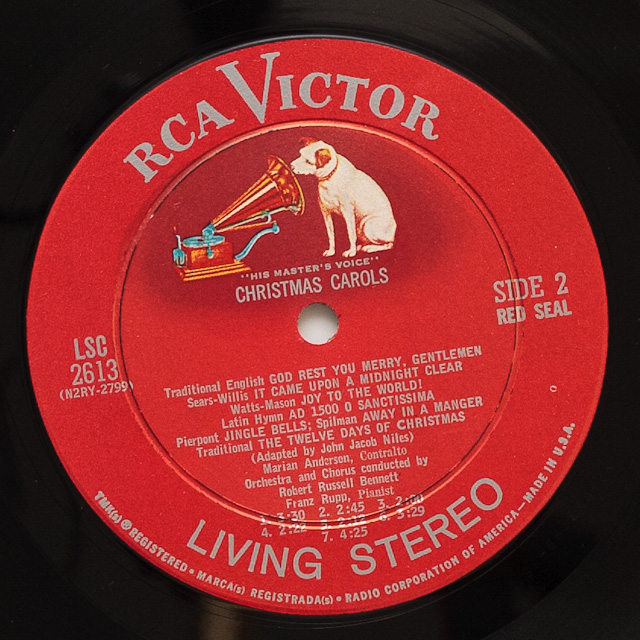 RCA VICTOR
"HIS MASTER'S VOICE"
CHRISTMAS CAROLS
SIDE 2
RED SEAL
LSC
2613
(N2RY-2799)
Traditional English GOD REST YOU MERRY, GENTLEMEN
Sears-Willis IT CAME UPON A MIDNIGHT CLEAR
Watts-Mason JOY TO THE WORLD!
Latin Hymn AD 1500 O SANCTISSIMA
Pierpont JINGLE BELLS; Spilman AWAY IN A MANGER
Traditional THE TWELVE DAYS OF CHRISTMAS
(Adapted by John Jacob Niles)
Marian Anderson, Contralto
Orchestra and Chorus conducted by
Robert Russell Bennett
Franz Rupp, Pianist
1. 3:30 2. 2:45 3. 2:00
4. 2:22 5. 6. 3:29
7. 4:25
LIVING STEREO
TMK(s) ® REGISTERED • MARCA(s) REGISTRADA(s) • RADIO CORPORATION OF AMERICA—MADE IN U.S.A.